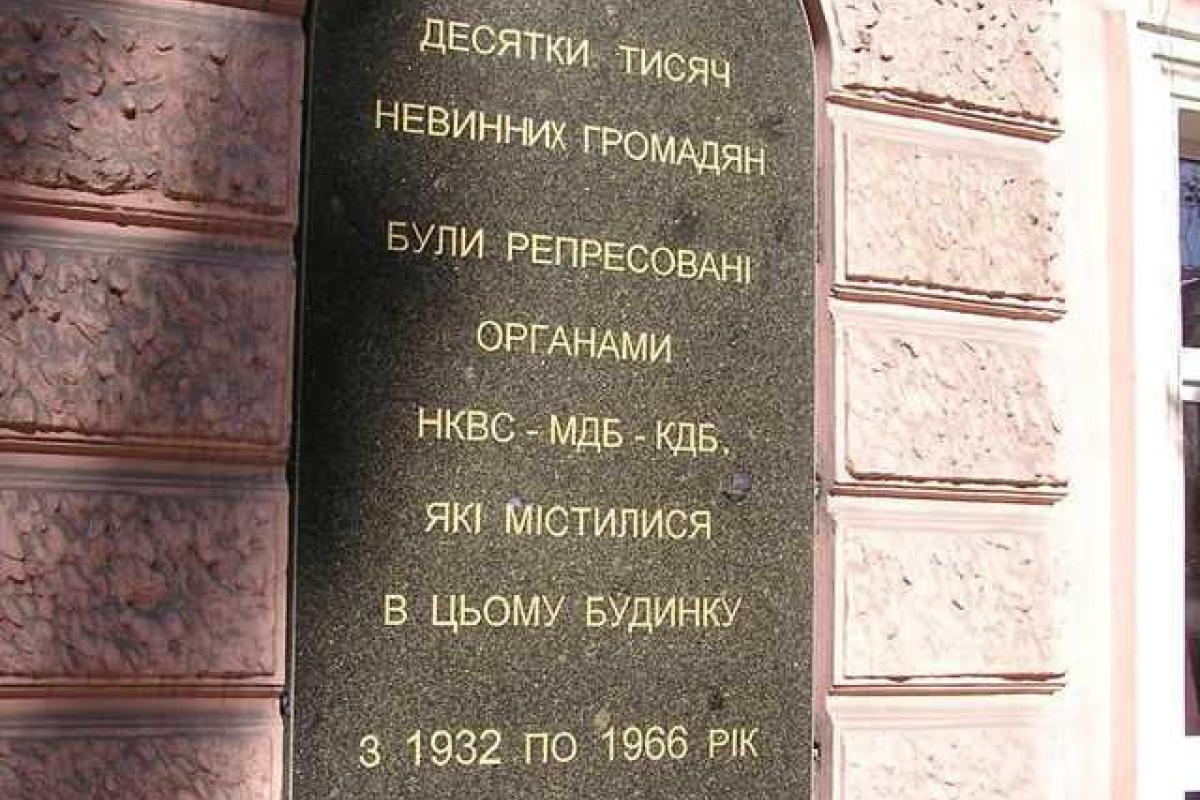 ДЕСЯТКИ ТИСЯЧ
НЕВИННИХ ГРОМАДЯН
БУЛИ РЕПРЕСОВАНІ
ОРГАНАМИ
НКВС - МДБ - КДБ,
ЯКІ МІСТИЛИСЯ
В ЦЬОМУ БУДИНКУ
З 1932 ПО 1966 РІК